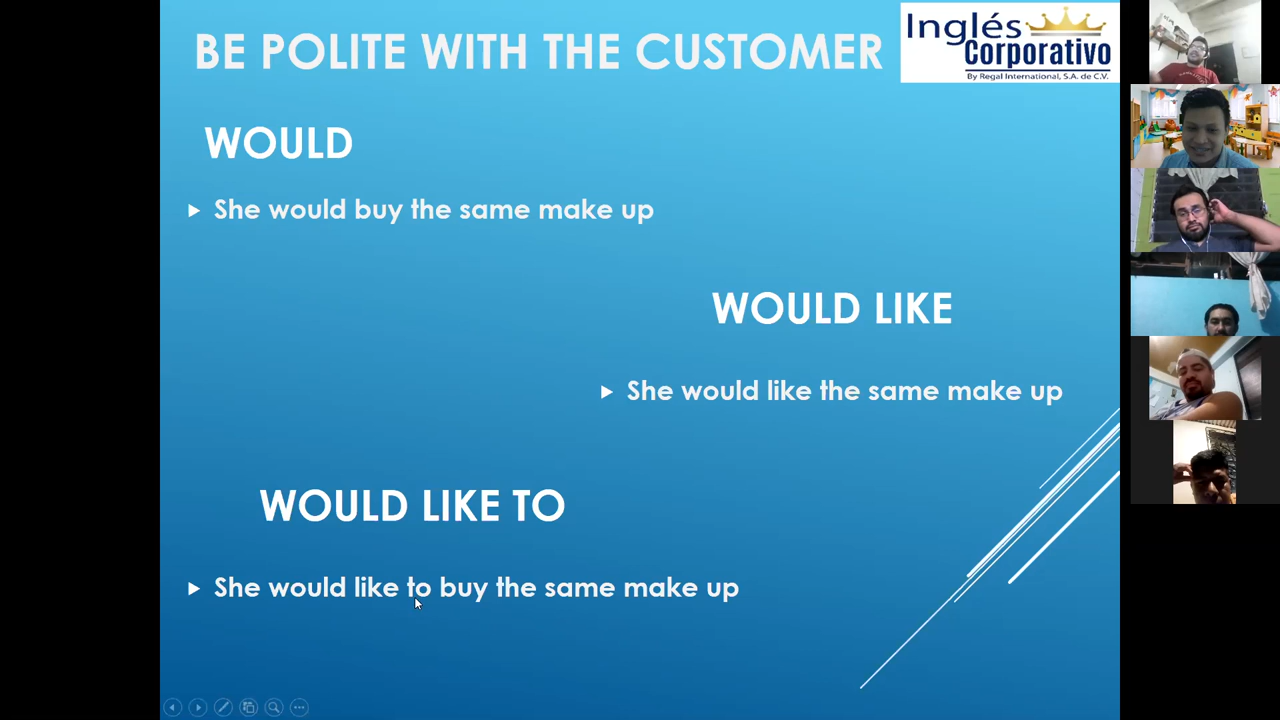 BE POLITE WITH THE CUSTOMER
Inglés
Corporativo
By Regal International, S.A. de C.V.
WOULD
She would buy the same make up
WOULD LIKE
She would like the same make up
WOULD LIKE TO
She would like to buy the same make up